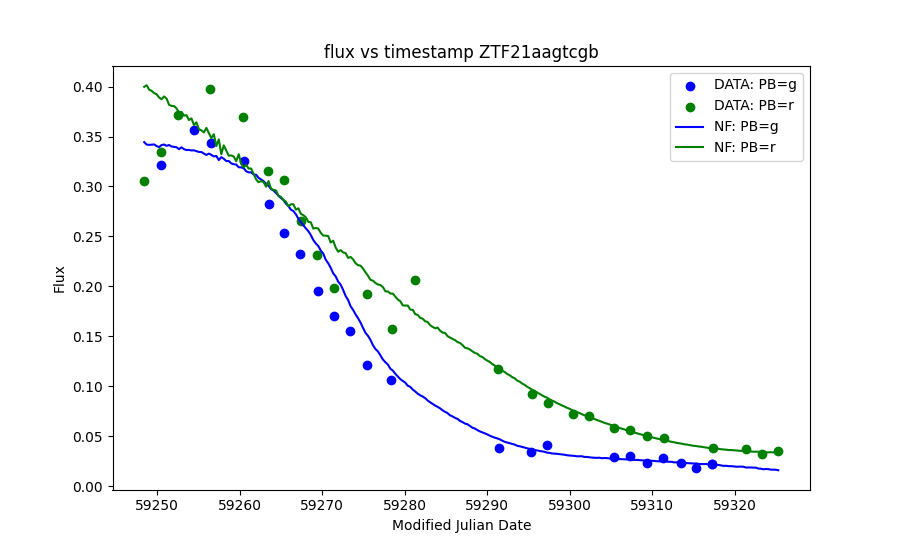 flux vs timestamp ZTF21aagtcgb
DATA: PB=g
DATA: PB=r
NF: PB=g
NF: PB=r
Flux
0.40
0.35
0.30
0.25
0.20
0.15
0.10
0.05
0.00
59250 59260 59270 59280 59290 59300 59310 59320
Modified Julian Date